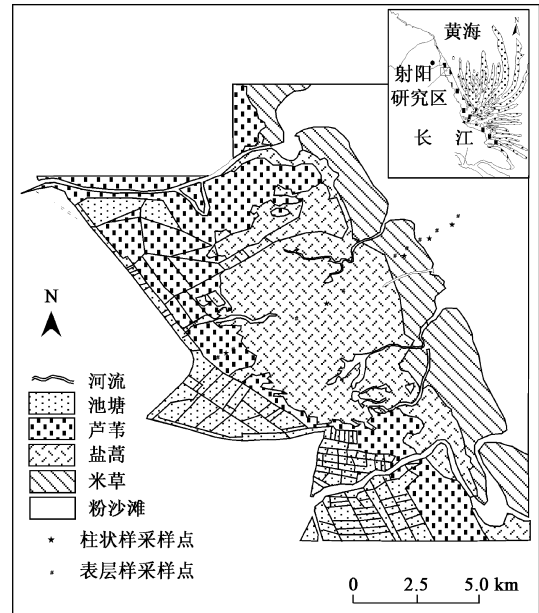 N
黄海
射阳
研究区
长 江
N
河流
池塘
芦苇
盐蒿
米草
粉沙滩
柱状样采样点
表层样采样点
0 2.5 5.0 km